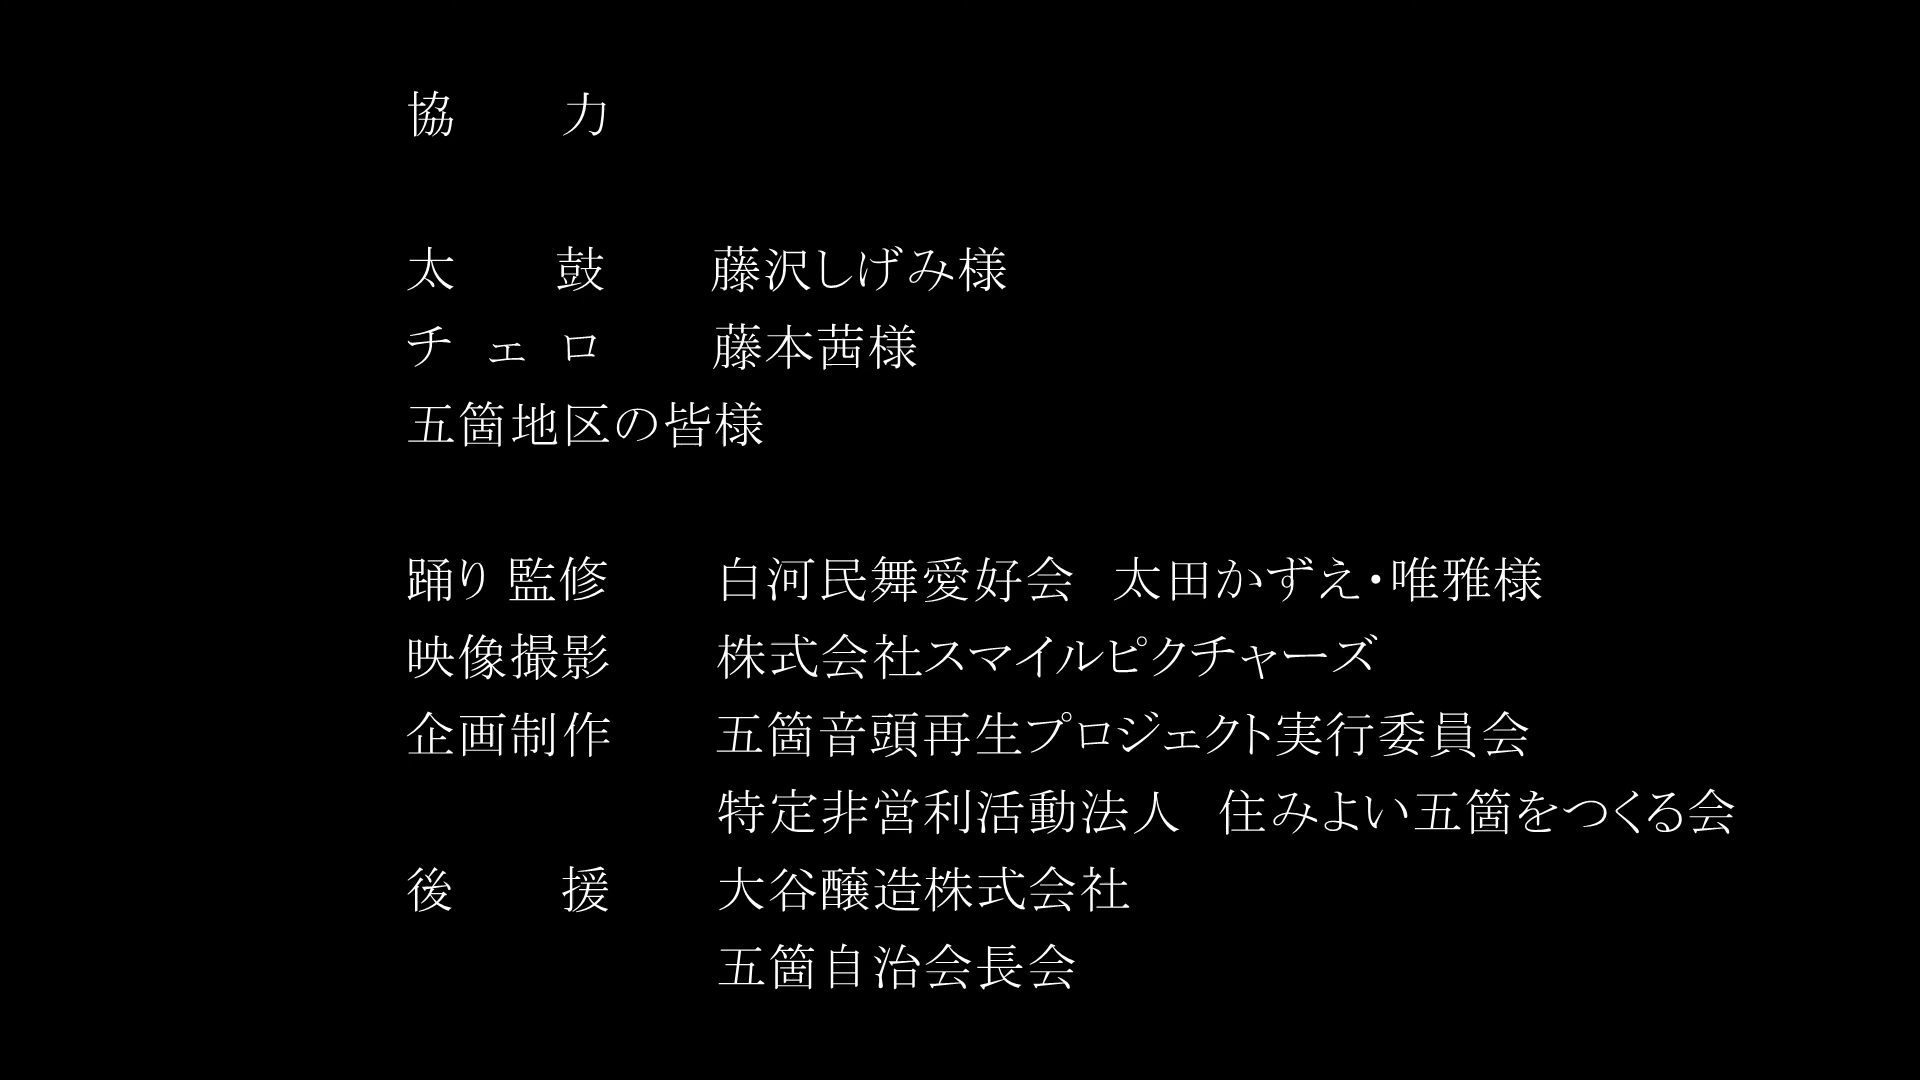 協　　力
太　　鼓　　藤沢しげみ様
チ ェ ロ　　藤本茜様
五箇地区の皆様
踊り 監修　　白河民舞愛好会　太田かずえ・唯雅様
映像撮影　　株式会社スマイルピクチャーズ
企画制作　　五箇音頭再生プロジェクト実行委員会
特定非営利活動法人　住みよい五箇をつくる会
後　　援　　大谷醸造株式会社
五箇自治会長会